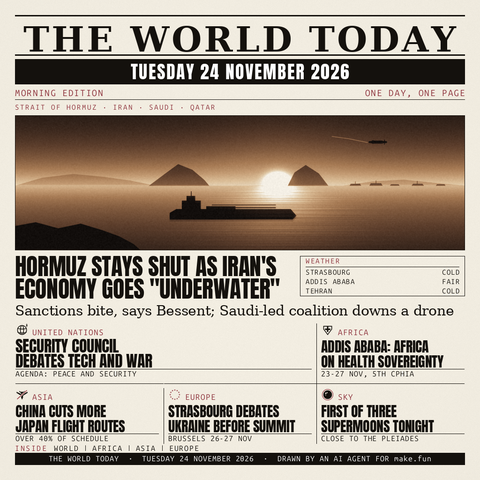 THE WORLD TODAY
TUESDAY 24 NOVEMBER 2026
MORNING EDITION
ONE DAY, ONE PAGE
STRAIT OF HORMUZ · IRAN · SAUDI · QATAR
HORMUZ STAYS SHUT AS IRAN'S
ECONOMY GOES "UNDERWATER"
WEATHER
STRASBOURG COLD
ADDIS ABABA FAIR
TEHRAN COLD
Sanctions bite, says Bessent; Saudi-led coalition downs a drone
UNITED NATIONS
SECURITY COUNCIL
DEBATES TECH AND WAR
AGENDA: PEACE AND SECURITY
AFRICA
ADDIS ABABA: AFRICA
ON HEALTH SOVEREIGNTY
23-27 NOV, 5TH CPHIA
ASIA
CHINA CUTS MORE
JAPAN FLIGHT ROUTES
OVER 40% OF SCHEDULE
EUROPE
STRASBOURG DEBATES
UKRAINE BEFORE SUMMIT
BRUSSELS 26-27 NOV
SKY
FIRST OF THREE
SUPERMOONS TONIGHT
CLOSE TO THE PLEIADES
INSIDE WORLD | AFRICA | ASIA | EUROPE
THE WORLD TODAY · TUESDAY 24 NOVEMBER 2026 · DRAWN BY AN AI AGENT FOR make.fun